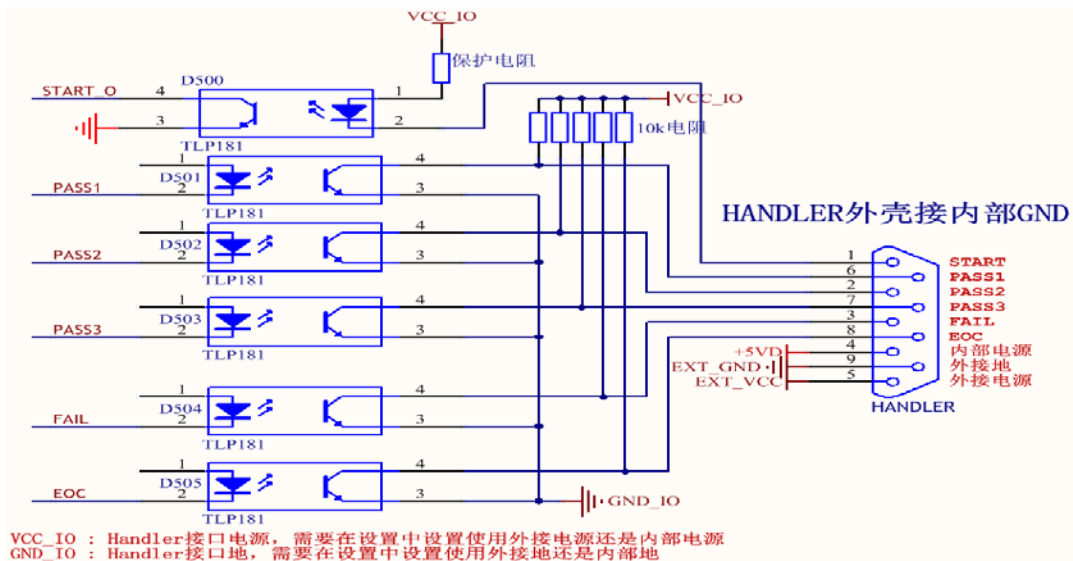 VCC_IO
保护电阻
D500
START_O
4
1
3
2
TLP181
VCC_IO
10k电阻
1
4
D501
PASS1
2
3
TLP181
1
4
D502
PASS2
2
3
TLP181
1
4
D503
PASS3
2
3
TLP181
1
4
D504
FAIL
2
3
TLP181
1
4
D505
EOC
2
3
TLP181
GND_IO
HANDLER外壳接内部GND
1 START
6 PASS1
2 PASS2
7 PASS3
3 FAIL
8 EOC
+5VD 4 内部电源
EXT_GND 9 外接地
EXT_VCC 5 外接电源
HANDLER
VCC_IO : Handler接口电源, 需要在设置中设置使用外接电源还是内部电源
GND_IO : Handler接口地, 需要在设置中设置使用外接地还是内部地